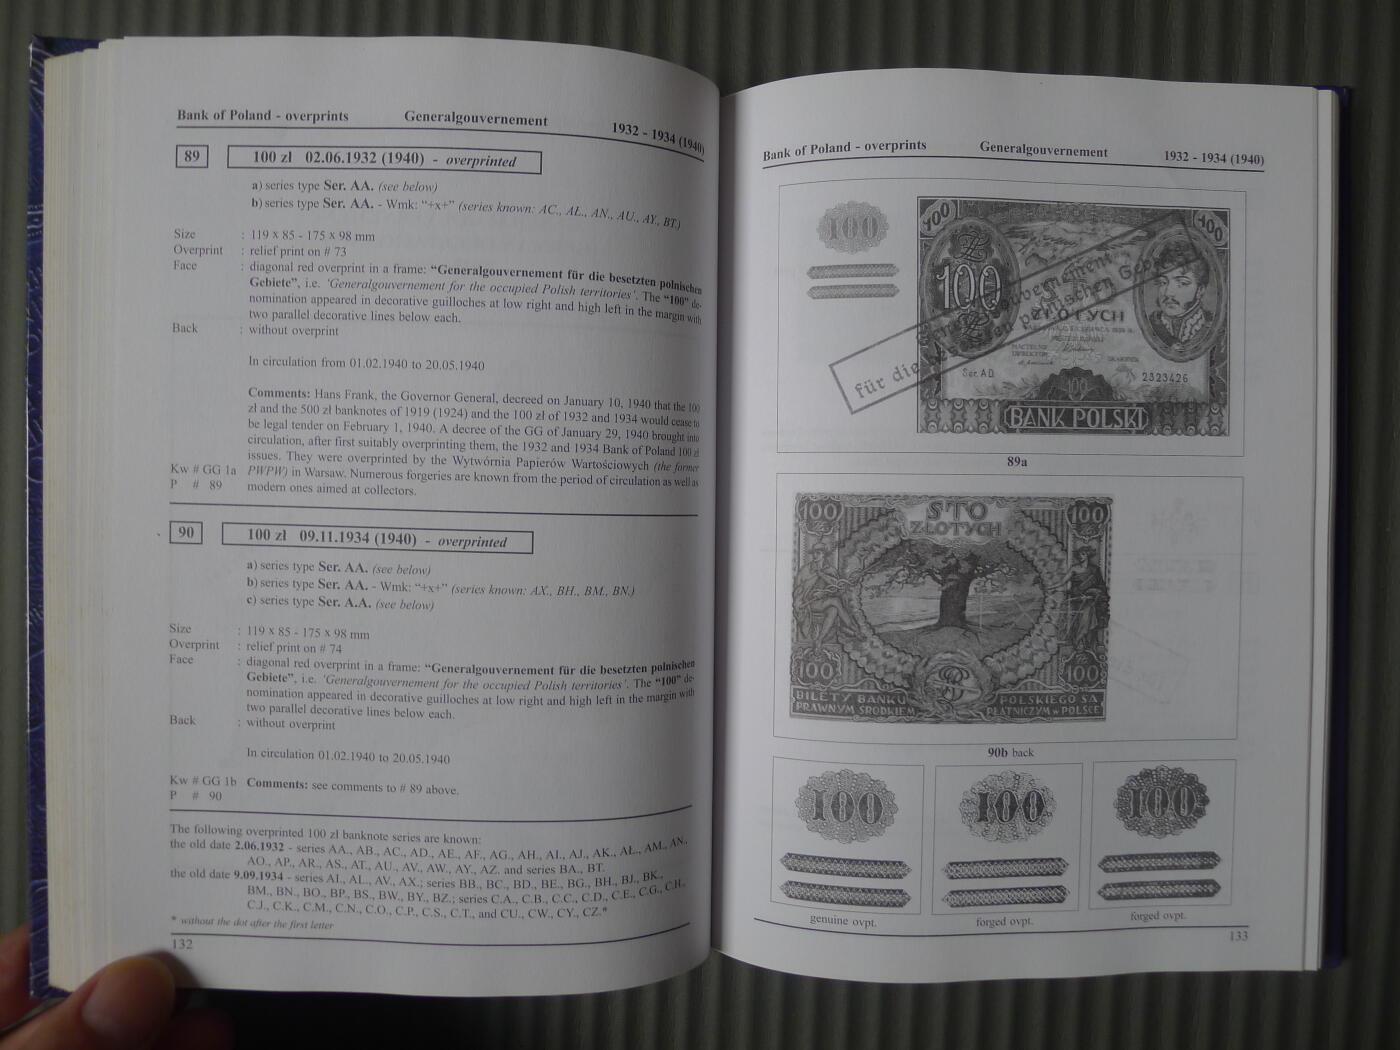 Bank of Poland - overprints Generalgouvernement 1932 - 1934 (1940)
89 100 zł 02.06.1932 (1940) - overprinted
a) series type Ser. AA. (see below)
b) series type Ser. AA. - Wmk: “+x+” (series known: AC., AŁ., AN., AU., AY., BT.)
Size : 119 x 85 - 175 x 98 mm
Overprint : relief print on # 73
Face : diagonal red overprint in a frame: “Generalgouvernement für die besetzten polnischen
Gebiete”, i.e. ‘Generalgouvernement for the occupied Polish territories’. The “100” de-
nomination appeared in decorative guilloches at low right and high left in the margin with
two parallel decorative lines below each.
Back : without overprint
In circulation from 01.02.1940 to 20.05.1940
Comments: Hans Frank, the Governor General, decreed on January 10, 1940 that the 100
zł and the 500 zł banknotes of 1919 (1924) and the 100 zł of 1932 and 1934 would cease to
be legal tender on February 1, 1940. A decree of the GG of January 29, 1940 brought into
circulation, after first suitably overprinting them, the 1932 and 1934 Bank of Poland 100 zł
issues. They were overprinted by the Wytwórnia Papierów Wartościowych (the former
Kw # GG 1a PWPW) in Warsaw. Numerous forgeries are known from the period of circulation as well as
P # 89 modern ones aimed at collectors.
90 100 zł 09.11.1934 (1940) - overprinted
a) series type Ser. AA. (see below)
b) series type Ser. AA. - Wmk: “+x+” (series known: AX., BH., BM., BN.)
c) series type Ser. A.A. (see below)
Size : 119 x 85 - 175 x 98 mm
Overprint : relief print on # 74
Face : diagonal red overprint in a frame: “Generalgouvernement für die besetzten polnischen
Gebiete”, i.e. ‘Generalgouvernement for the occupied Polish territories’. The “100” de-
nomination appeared in decorative guilloches at low right and high left in the margin with
two parallel decorative lines below each.
Back : without overprint
In circulation 01.02.1940 to 20.05.1940
Kw # GG 1b Comments: see comments to # 89 above.
P # 90
The following overprinted 100 zł banknote series are known:
the old date 2.06.1932 - series AA., AB., AC., AD., AE., AF., AG., AH., AI., AJ., AK., AŁ., AM., AN.,
AO., AP., AR., AS., AT., AU., AV., AW., AY., AZ. and series BA., BT.
the old date 9.09.1934 - series AI., AL., AV., AX.; series BB., BC., BD., BE., BG., BH., BJ., BK.,
BM., BN., BO., BP., BS., BW., BY., BZ.; series C.A., C.B., C.C., C.D., C.E., C.G., C.H.,
C.J., C.K., C.M., C.N., C.O., C.P., C.S., C.T., and CU., CW., CY., CZ.*
* without the dot after the first letter
132
Bank of Poland - overprints Generalgouvernement 1932 - 1934 (1940)
100
100
100
100
ZŁOTYCH
Generalgouvernement
für die
polnischen
Ser. A.D.
2323426
100
BANK POLSKI
89a
100 STO 100
ZŁOTYCH
100 100
BILETY BANKU POLSKIEGO SĄ
PRAWNYM ŚRODKIEM PŁATNICZYM W POLSCE
90b back
100 100 100
genuine ovpt. forged ovpt. forged ovpt.
133